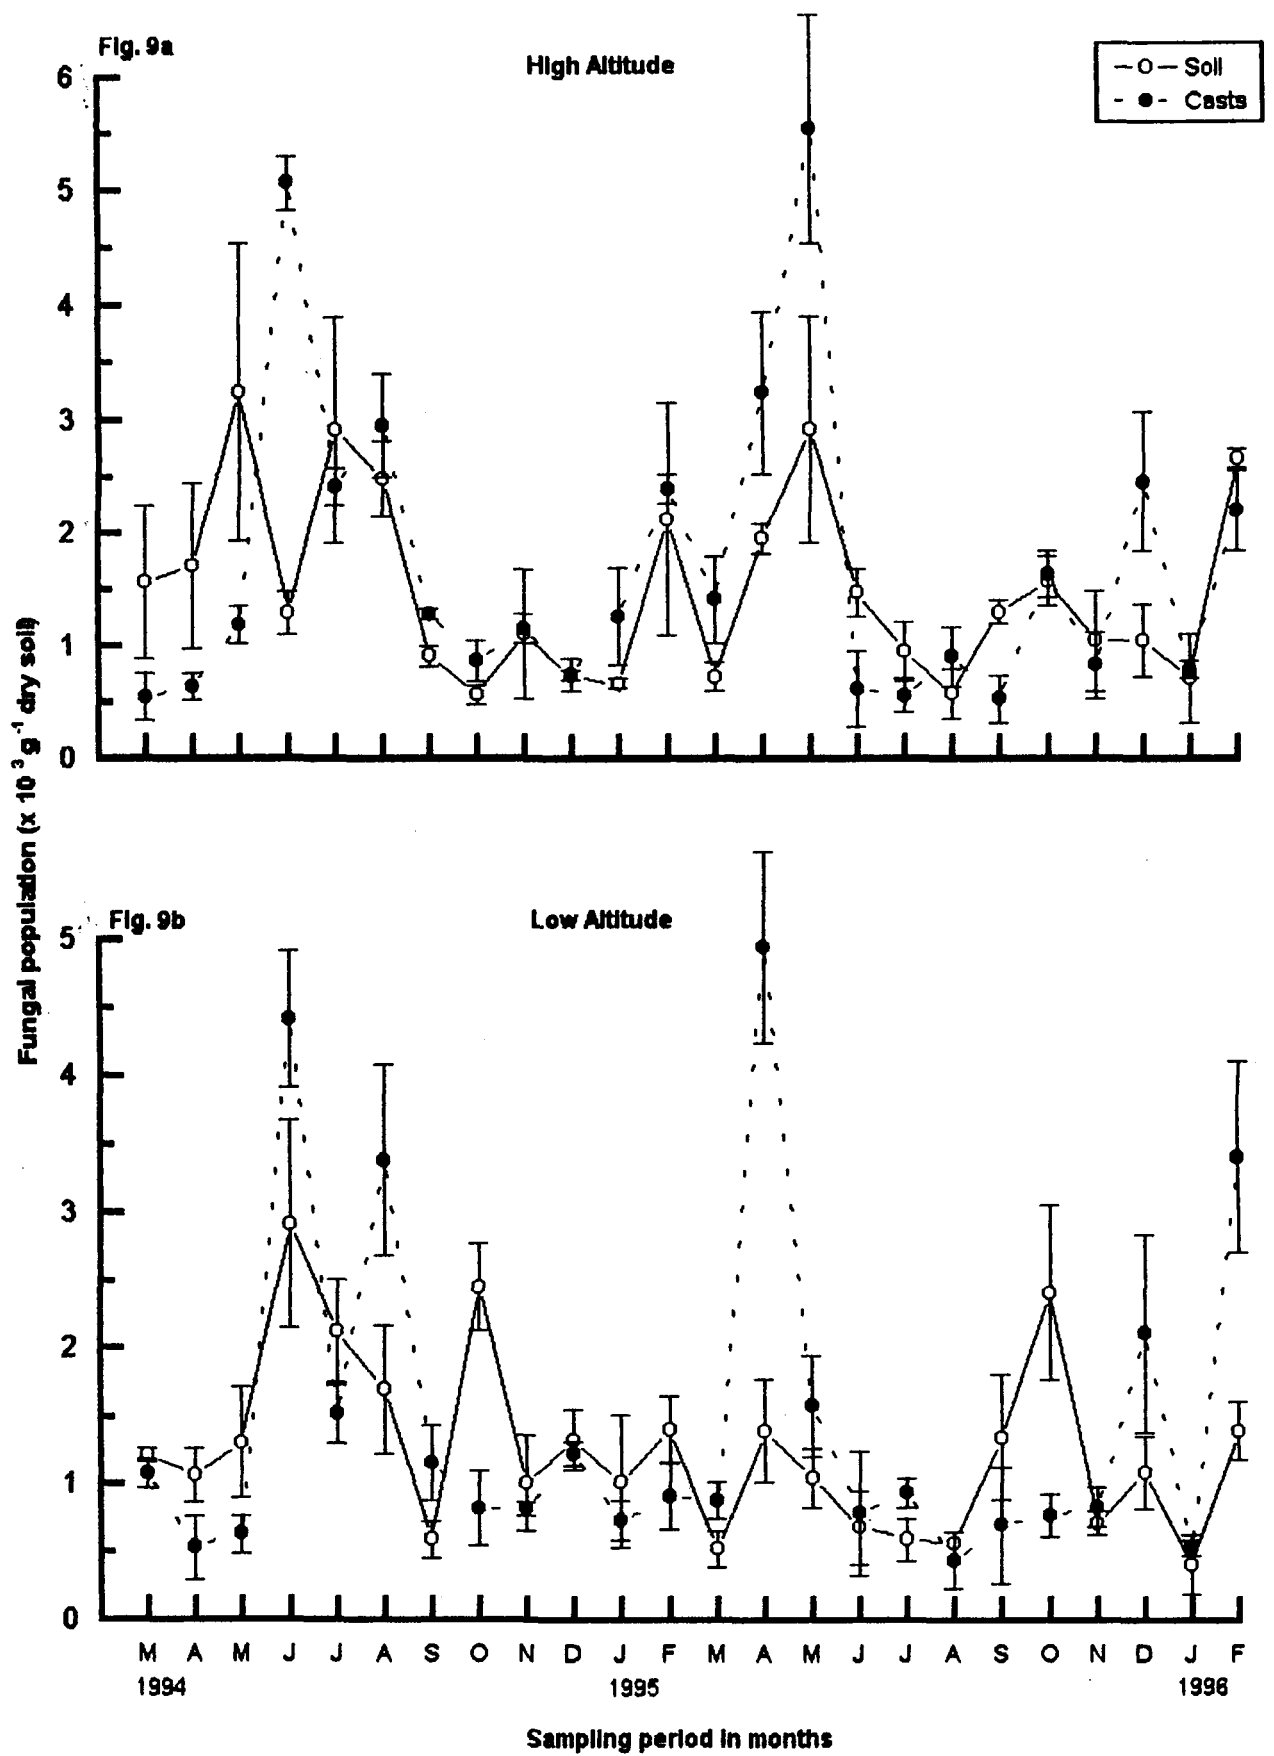 Fig. 9a
High Altitude
—o— Soil
- ● - Casts
6
5
4
3
2
1
0
Fungal population (x 10³g⁻¹ dry soil)
Fig. 9b
Low Altitude
5
4
3
2
1
0
M A M J J A S O N D J F M A M J J A S O N D J F
1994 1995 1996
Sampling period in months